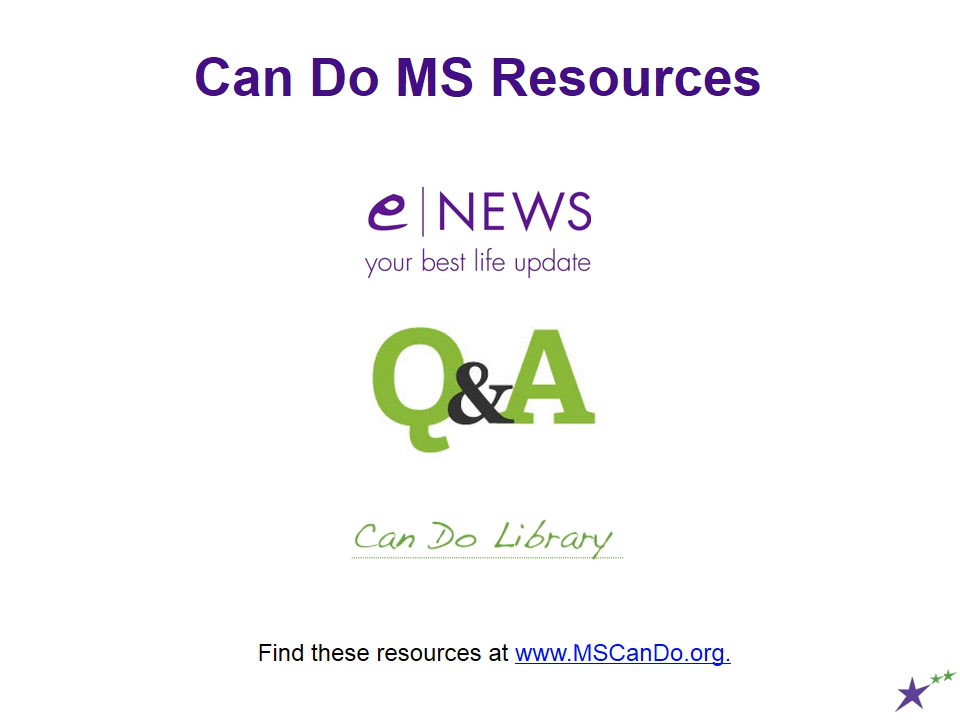 Can Do MS Resources
e|NEWS
your best life update
Q&A
Can Do Library
Find these resources at www.MSCanDo.org.